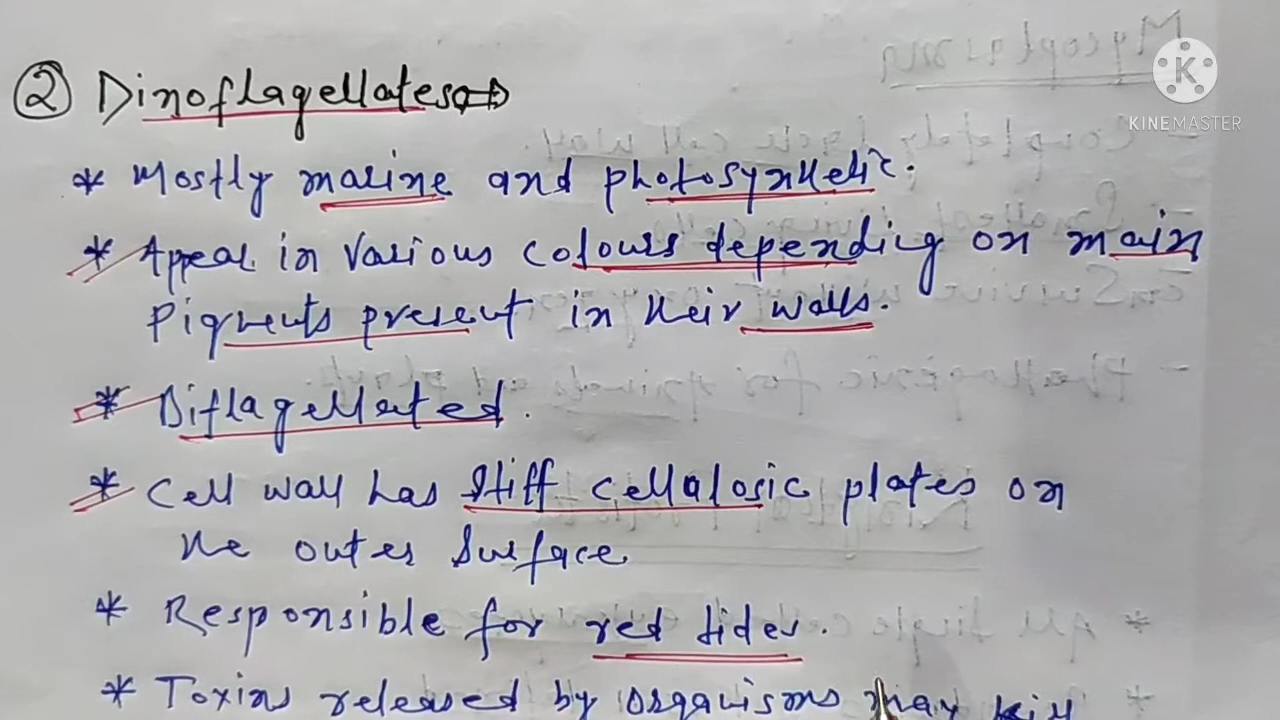 ② Dinoflagellates
* Mostly marine and photosynthetic.
* Appear in various colours depending on main
Pigments present in their walls.
* Biflagellated.
* Cell wall has stiff cellulosic plates on
the outer surface
* Responsible for red tides.
* Toxins released by organisms may kill
K
KINEMASTER